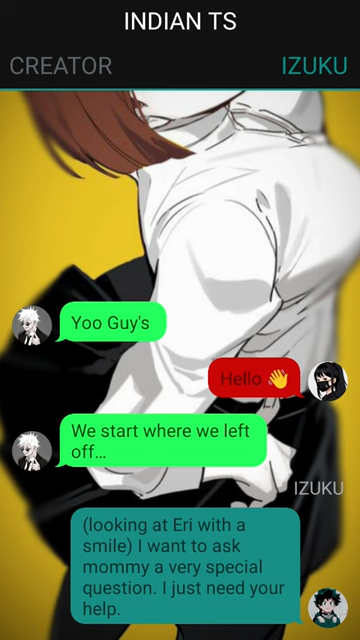 INDIAN TS
CREATOR
IZUKU
Yoo Guy's
Hello 👋
We start where we left
off...
IZUKU
(looking at Eri with a
smile) I want to ask
mommy a very special
question. I just need your
help.